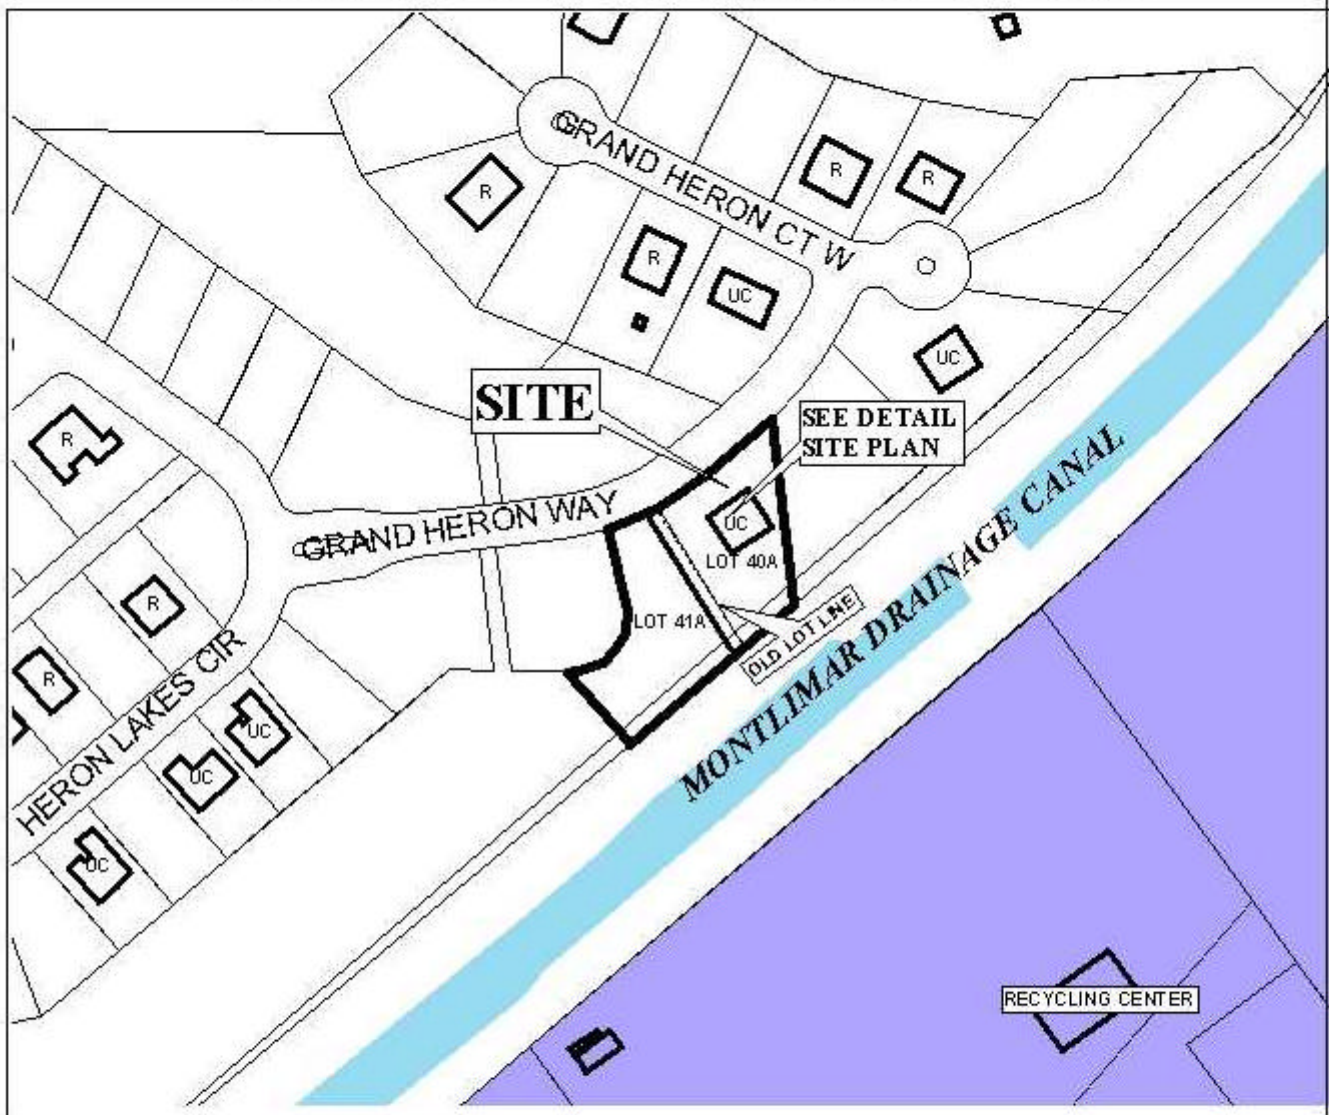 GRAND HERON CT W
R
R
R
R
UC
UC
SITE
SEE DETAIL
SITE PLAN
R
UC
GRAND HERON WAY
LOT 40A
LOT 41A
OLD LOT LINE
MONTLIMAR DRAINAGE CANAL
R
R
HERON LAKES CIR
UC
UC
UC
RECYCLING CENTER